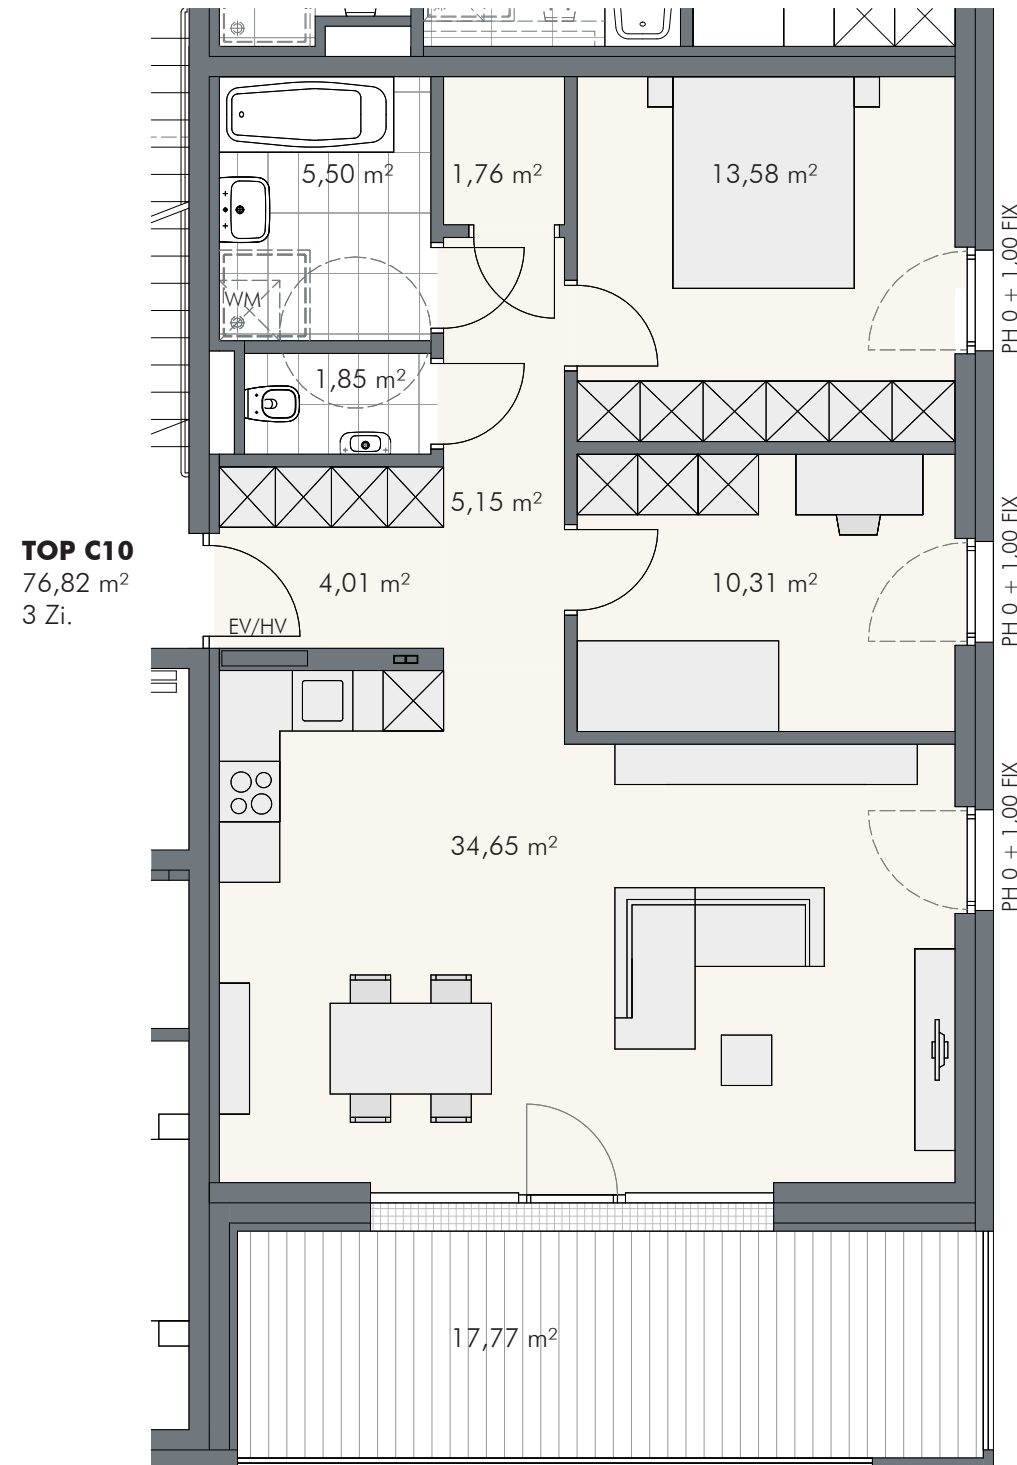 5,50 m²
1,76 m²
13,58 m²
PH 0 + 1.00 FIX
WM
1,85 m²
5,15 m²
TOP C10
76,82 m²
3 Zi.
4,01 m²
10,31 m²
PH 0 + 1.00 FIX
EV/HV
34,65 m²
PH 0 + 1.00 FIX
17,77 m²